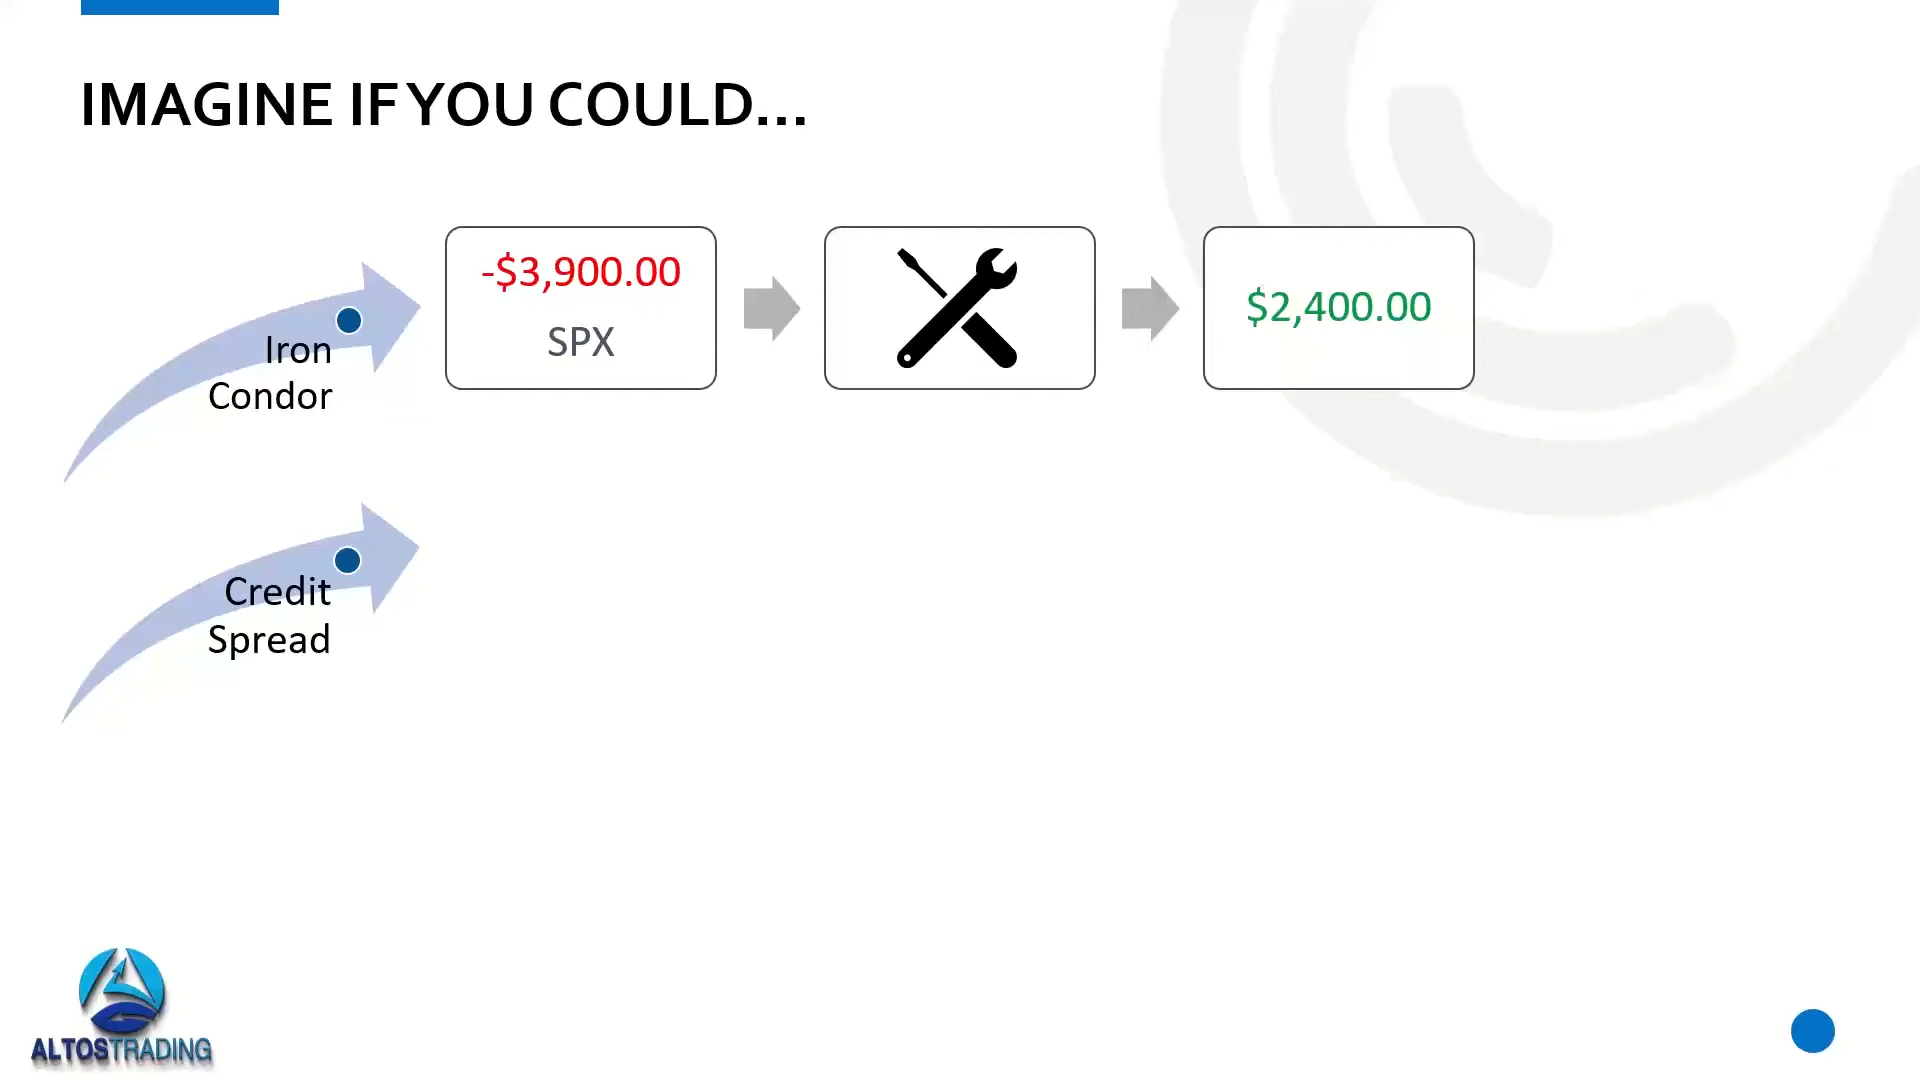 IMAGINE IF YOU COULD...
Iron
Condor
-$3,900.00
SPX
$2,400.00
Credit
Spread
ALTOSTRADING